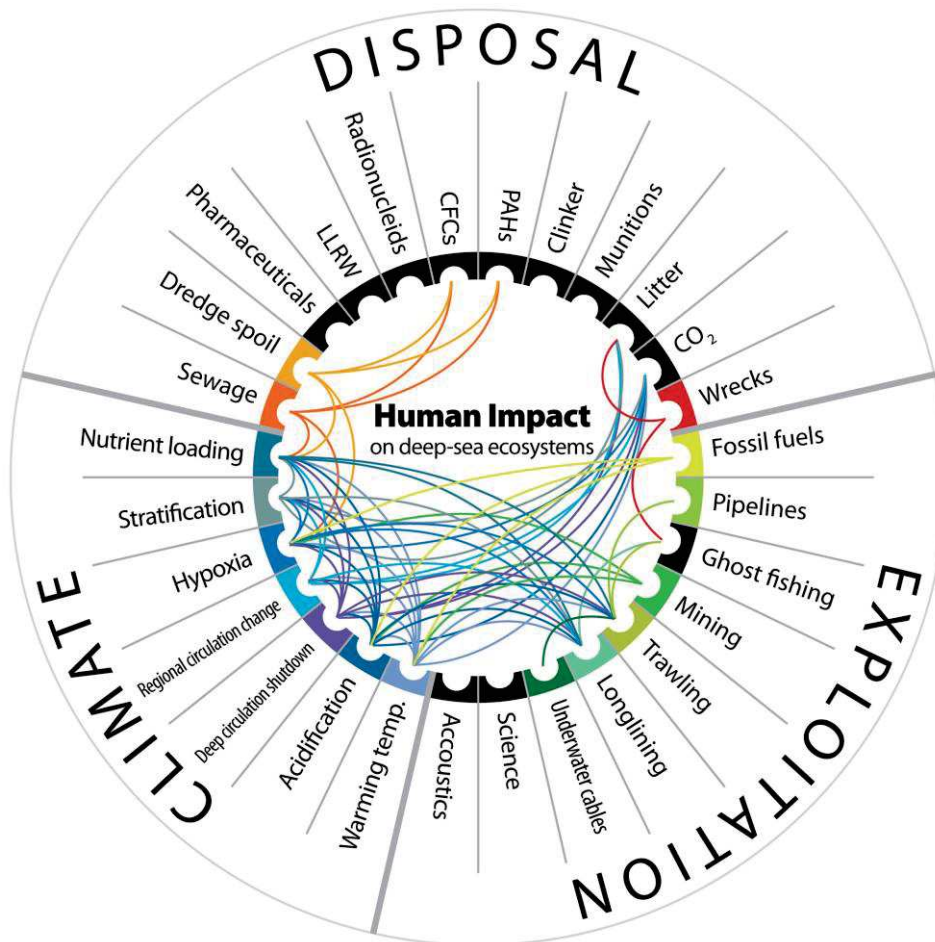 DISPOSAL
Sewage
Dredge spoil
Pharmaceuticals
LLRW
Radionucleids
CFCs
PAHs
Clinker
Munitions
Litter
CO₂
Wrecks
Human Impact
on deep-sea ecosystems
EXPLOITATION
Fossil fuels
Pipelines
Ghost fishing
Mining
Trawling
Longlining
Underwater cables
Science
Accoustics
CLIMATE
Nutrient loading
Stratification
Hypoxia
Regional circulation change
Deep circulation shutdown
Acidification
Warming temp.